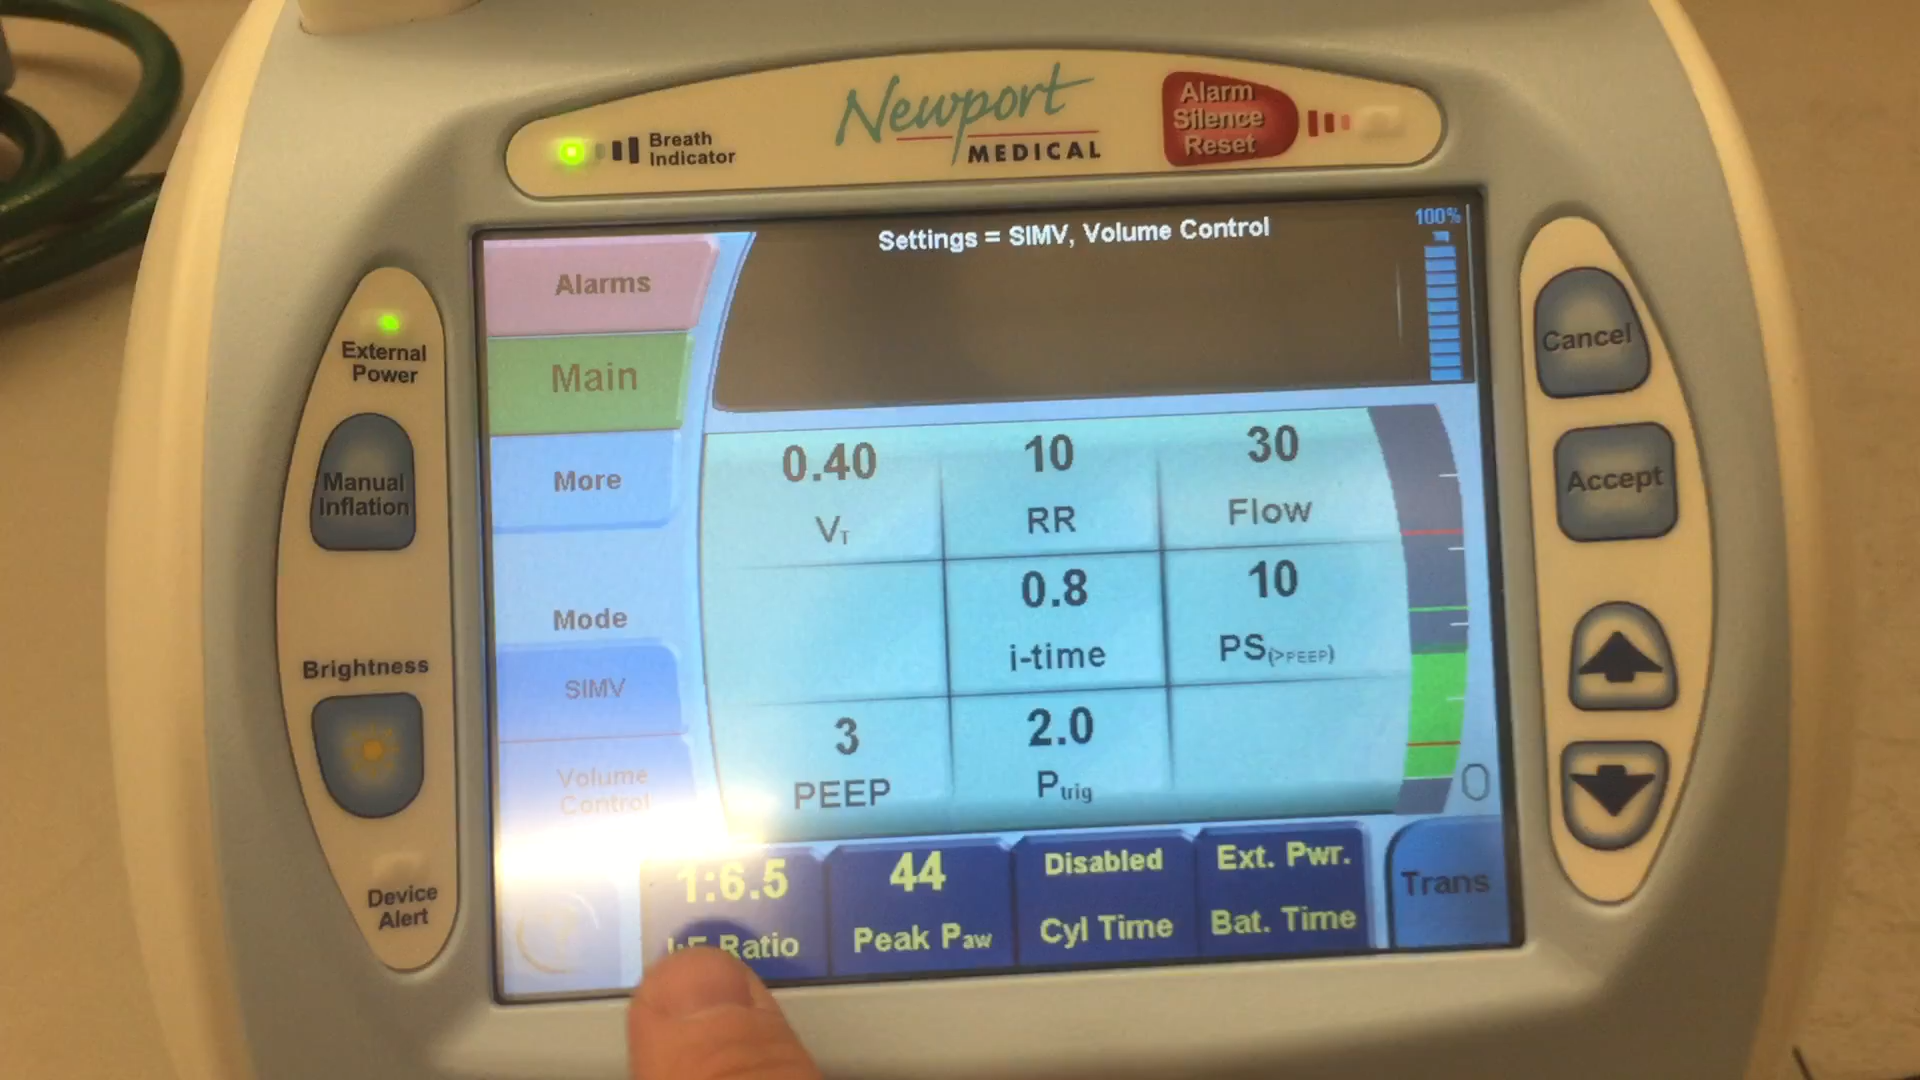 Newport
MEDICAL
Breath
Indicator
Alarm
Silence
Reset
External
Power
Manual
Inflation
Brightness
Device
Alert
Settings = SIMV, Volume Control
100%
Alarms
Main
More
Mode
SIMV
Volume
Control
0.40
VT
10
RR
30
Flow
0.8
i-time
10
PS(>PEEP)
3
PEEP
2.0
Ptrig
0
1:6.5
I:E Ratio
44
Peak Paw
Disabled
Cyl Time
Ext. Pwr.
Bat. Time
Trans
Cancel
Accept